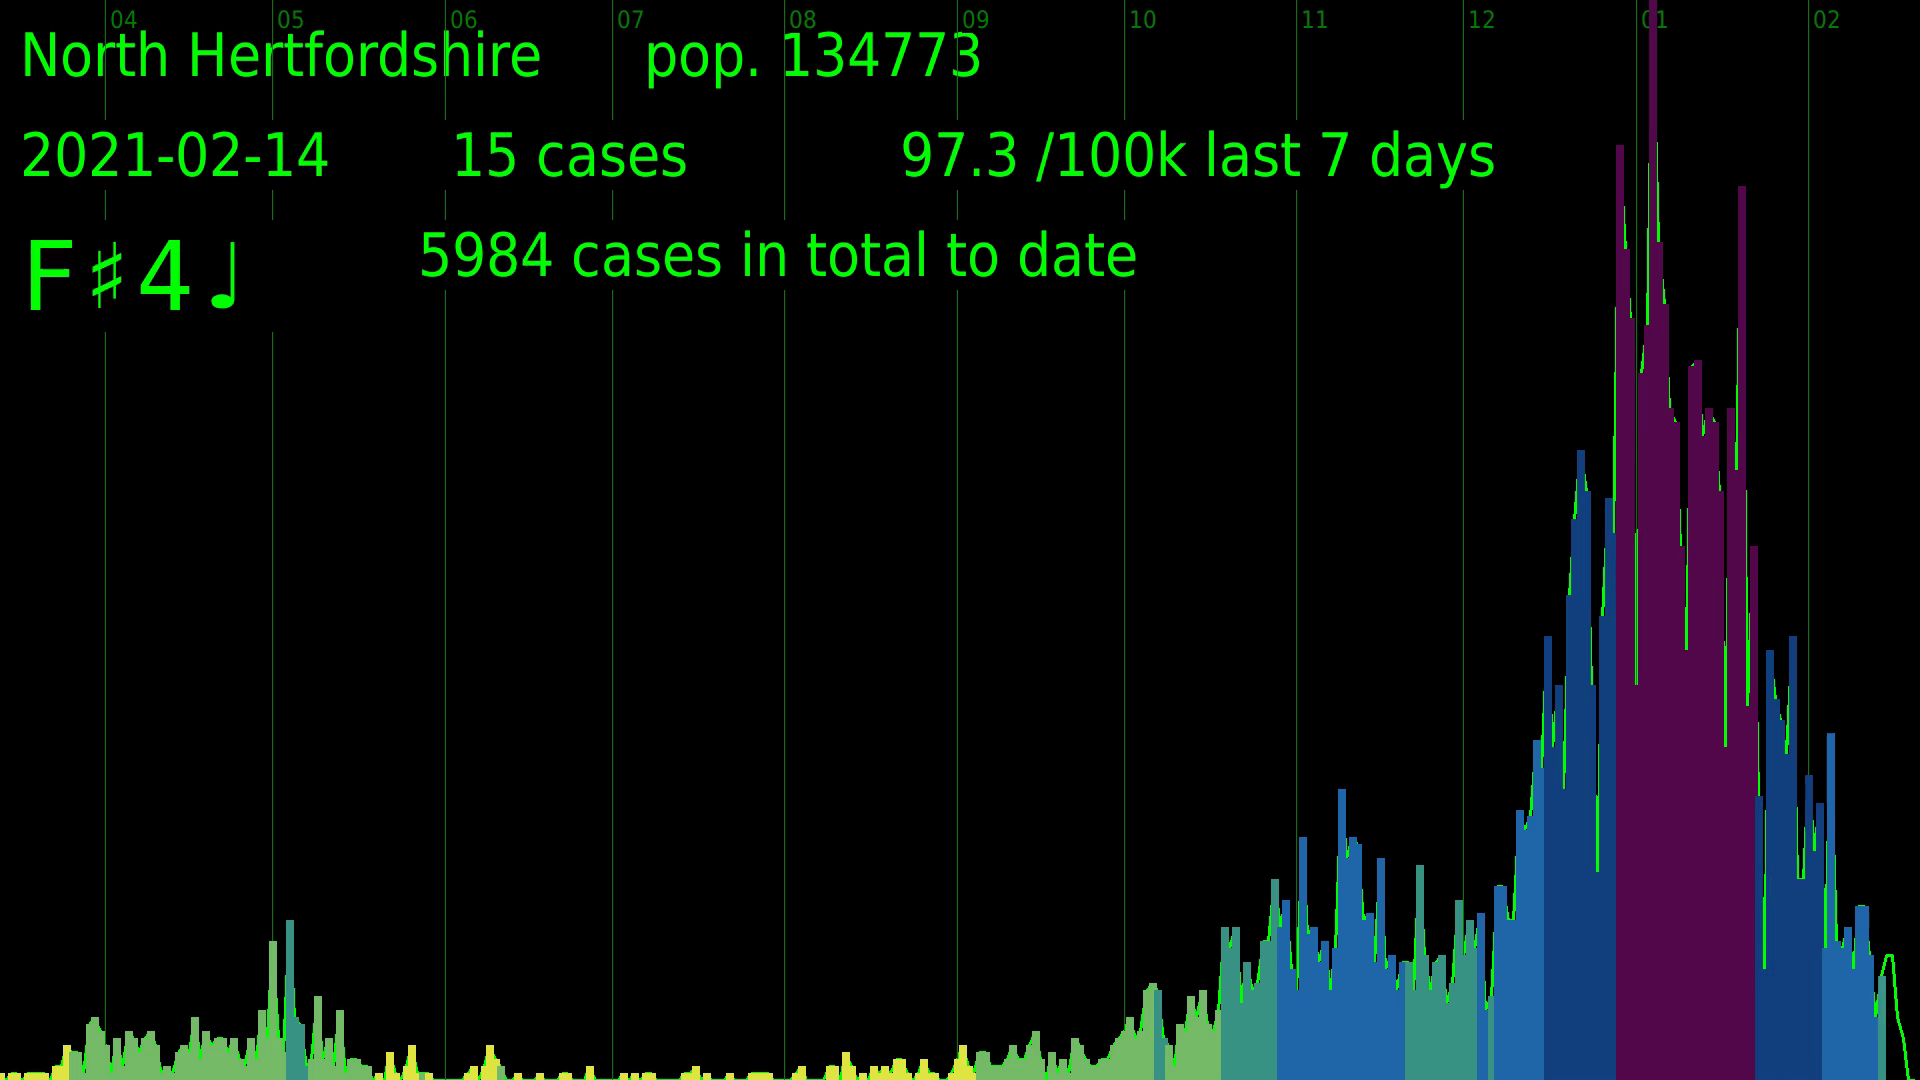 04 05 06 07 08 09 10 11 12 01 02
North Hertfordshire pop. 134773
2021-02-14 15 cases 97.3 /100k last 7 days
F♯4♩ 5984 cases in total to date